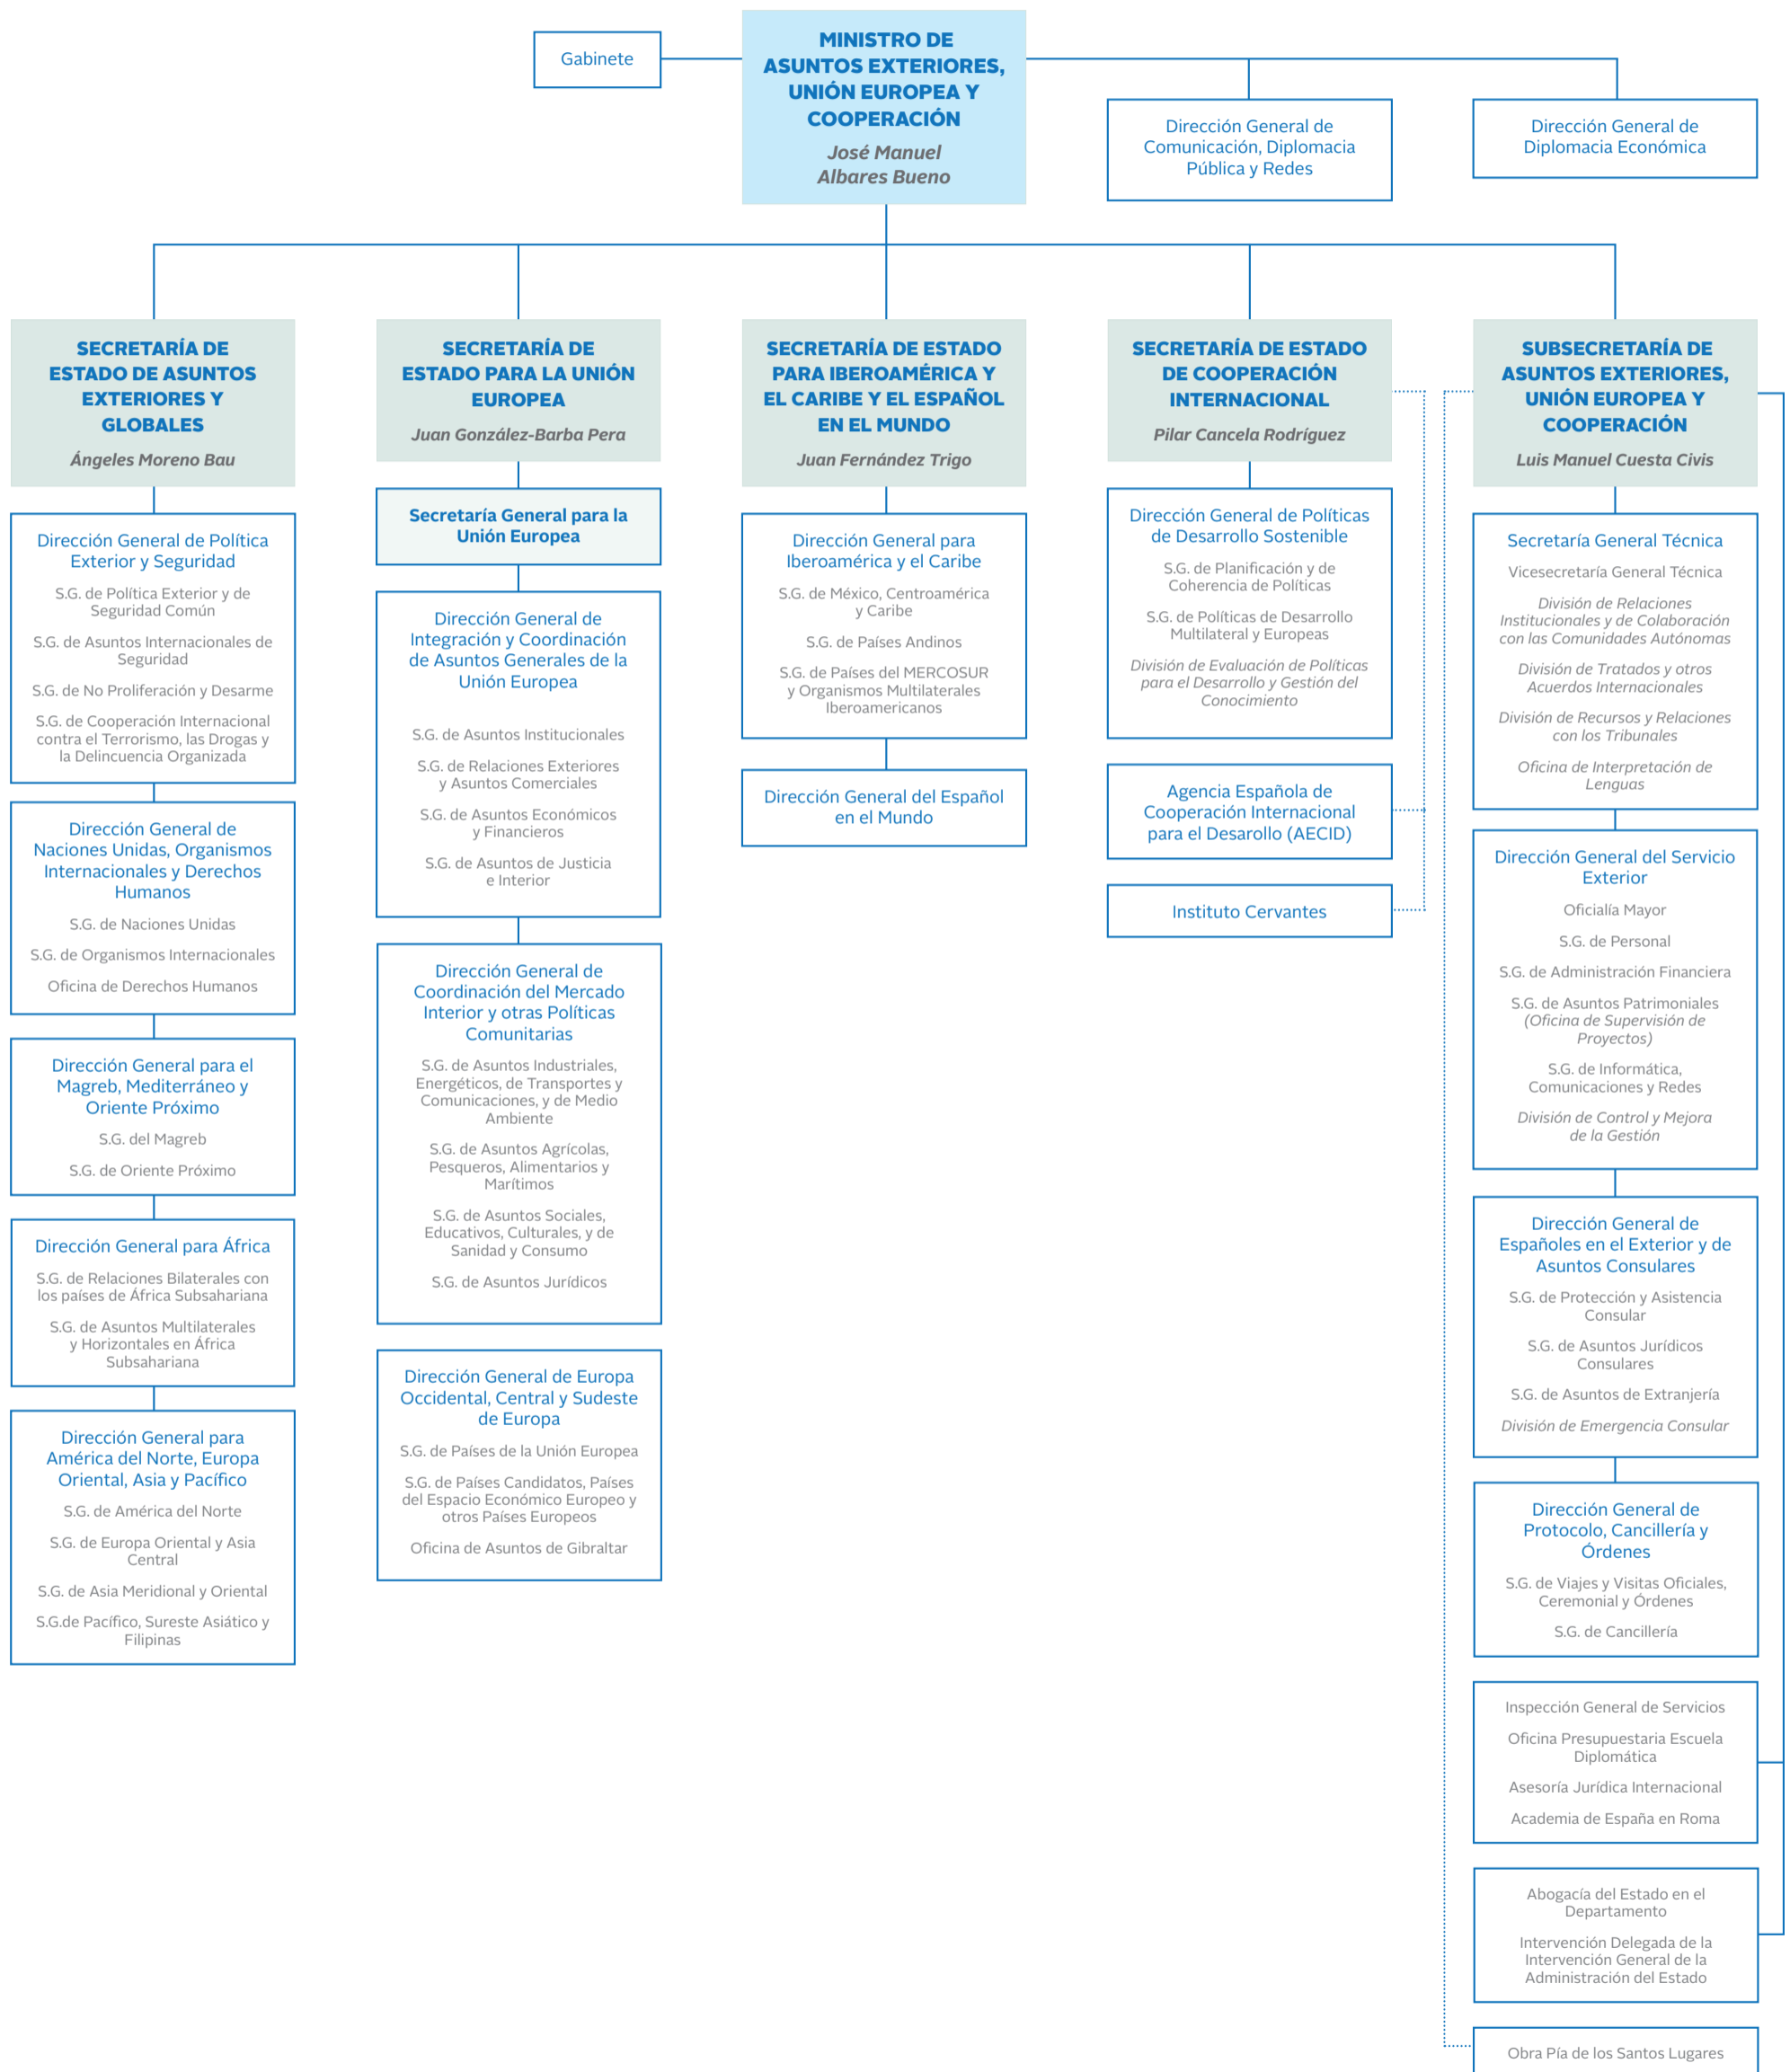 Gabinete
MINISTRO DE
ASUNTOS EXTERIORES,
UNIÓN EUROPEA Y
COOPERACIÓN
José Manuel
Albares Bueno
Dirección General de
Comunicación, Diplomacia
Pública y Redes
Dirección General de
Diplomacia Económica
SECRETARÍA DE
ESTADO DE ASUNTOS
EXTERIORES Y
GLOBALES
Ángeles Moreno Bau
Dirección General de Política
Exterior y Seguridad
S.G. de Política Exterior y de
Seguridad Común
S.G. de Asuntos Internacionales de
Seguridad
S.G. de No Proliferación y Desarme
S.G. de Cooperación Internacional
contra el Terrorismo, las Drogas y
la Delincuencia Organizada
Dirección General de
Naciones Unidas, Organismos
Internacionales y Derechos
Humanos
S.G. de Naciones Unidas
S.G. de Organismos Internacionales
Oficina de Derechos Humanos
Dirección General para el
Magreb, Mediterráneo y
Oriente Próximo
S.G. del Magreb
S.G. de Oriente Próximo
Dirección General para África
S.G. de Relaciones Bilaterales con
los países de África Subsahariana
S.G. de Asuntos Multilaterales
y Horizontales en África
Subsahariana
Dirección General para
América del Norte, Europa
Oriental, Asia y Pacífico
S.G. de América del Norte
S.G. de Europa Oriental y Asia
Central
S.G. de Asia Meridional y Oriental
S.G.de Pacífico, Sureste Asiático y
Filipinas
SECRETARÍA DE
ESTADO PARA LA UNIÓN
EUROPEA
Juan González-Barba Pera
Secretaría General para la
Unión Europea
Dirección General de
Integración y Coordinación
de Asuntos Generales de la
Unión Europea
S.G. de Asuntos Institucionales
S.G. de Relaciones Exteriores
y Asuntos Comerciales
S.G. de Asuntos Económicos
y Financieros
S.G. de Asuntos de Justicia
e Interior
Dirección General de
Coordinación del Mercado
Interior y otras Políticas
Comunitarias
S.G. de Asuntos Industriales,
Energéticos, de Transportes y
Comunicaciones, y de Medio
Ambiente
S.G. de Asuntos Agrícolas,
Pesqueros, Alimentarios y
Marítimos
S.G. de Asuntos Sociales,
Educativos, Culturales, y de
Sanidad y Consumo
S.G. de Asuntos Jurídicos
Dirección General de Europa
Occidental, Central y Sudeste
de Europa
S.G. de Países de la Unión Europea
S.G. de Países Candidatos, Países
del Espacio Económico Europeo y
otros Países Europeos
Oficina de Asuntos de Gibraltar
SECRETARÍA DE ESTADO
PARA IBEROAMÉRICA Y
EL CARIBE Y EL ESPAÑOL
EN EL MUNDO
Juan Fernández Trigo
Dirección General para
Iberoamérica y el Caribe
S.G. de México, Centroamérica
y Caribe
S.G. de Países Andinos
S.G. de Países del MERCOSUR
y Organismos Multilaterales
Iberoamericanos
Dirección General del Español
en el Mundo
SECRETARÍA DE ESTADO
DE COOPERACIÓN
INTERNACIONAL
Pilar Cancela Rodríguez
Dirección General de Políticas
de Desarrollo Sostenible
S.G. de Planificación y de
Coherencia de Políticas
S.G. de Políticas de Desarrollo
Multilateral y Europeas
División de Evaluación de Políticas
para el Desarrollo y Gestión del
Conocimiento
Agencia Española de
Cooperación Internacional
para el Desarollo (AECID)
Instituto Cervantes
SUBSECRETARÍA DE
ASUNTOS EXTERIORES,
UNIÓN EUROPEA Y
COOPERACIÓN
Luis Manuel Cuesta Civis
Secretaría General Técnica
Vicesecretaría General Técnica
División de Relaciones
Institucionales y de Colaboración
con las Comunidades Autónomas
División de Tratados y otros
Acuerdos Internacionales
División de Recursos y Relaciones
con los Tribunales
Oficina de Interpretación de
Lenguas
Dirección General del Servicio
Exterior
Oficialía Mayor
S.G. de Personal
S.G. de Administración Financiera
S.G. de Asuntos Patrimoniales
(Oficina de Supervisión de
Proyectos)
S.G. de Informática,
Comunicaciones y Redes
División de Control y Mejora
de la Gestión
Dirección General de
Españoles en el Exterior y de
Asuntos Consulares
S.G. de Protección y Asistencia
Consular
S.G. de Asuntos Jurídicos
Consulares
S.G. de Asuntos de Extranjería
División de Emergencia Consular
Dirección General de
Protocolo, Cancillería y
Órdenes
S.G. de Viajes y Visitas Oficiales,
Ceremonial y Órdenes
S.G. de Cancillería
Inspección General de Servicios
Oficina Presupuestaria Escuela
Diplomática
Asesoría Jurídica Internacional
Academia de España en Roma
Abogacía del Estado en el
Departamento
Intervención Delegada de la
Intervención General de la
Administración del Estado
Obra Pía de los Santos Lugares